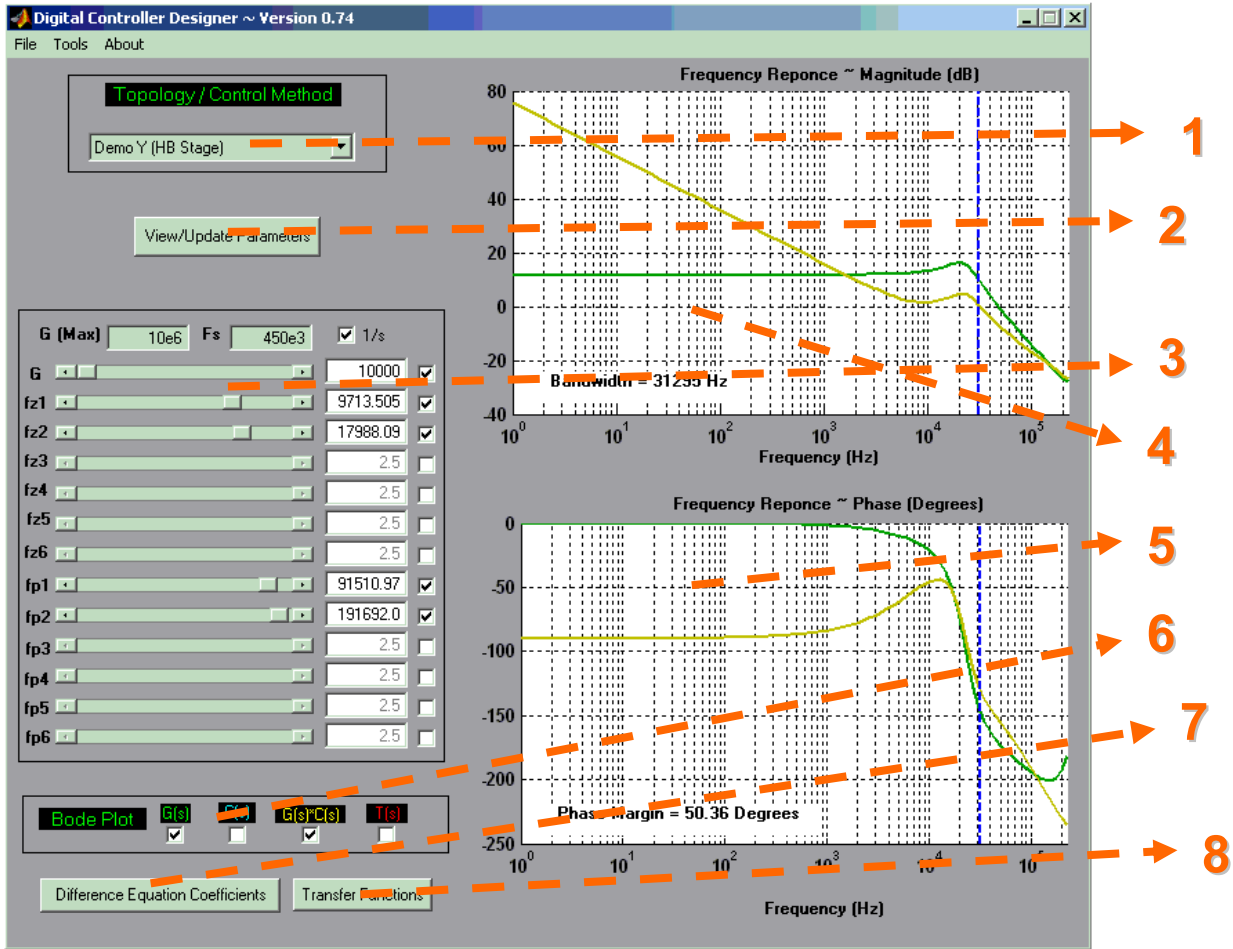 Digital Controller Designer ~ Version 0.74
File Tools About
Topology / Control Method
Demo Y (HB Stage)
View/Update Parameters
G (Max) 10e6 Fs 450e3 1/s
G 10000
fz1 9713.505
fz2 17988.09
fz3 2.5
fz4 2.5
fz5 2.5
fz6 2.5
fp1 91510.97
fp2 191692.0
fp3 2.5
fp4 2.5
fp5 2.5
fp6 2.5
Bode Plot G(s) C(s) G(s)*C(s) T(s)
Difference Equation Coefficients Transfer Functions
Frequency Reponce ~ Magnitude (dB)
80
60
40
20
0
-20
-40
Bandwidth = 31295 Hz
10^0 10^1 10^2 10^3 10^4 10^5
Frequency (Hz)
Frequency Reponce ~ Phase (Degrees)
0
-50
-100
-150
-200
-250
Phase Margin = 50.36 Degrees
10^0 10^1 10^2 10^3 10^4 10^5
Frequency (Hz)
1
2
3
4
5
6
7
8